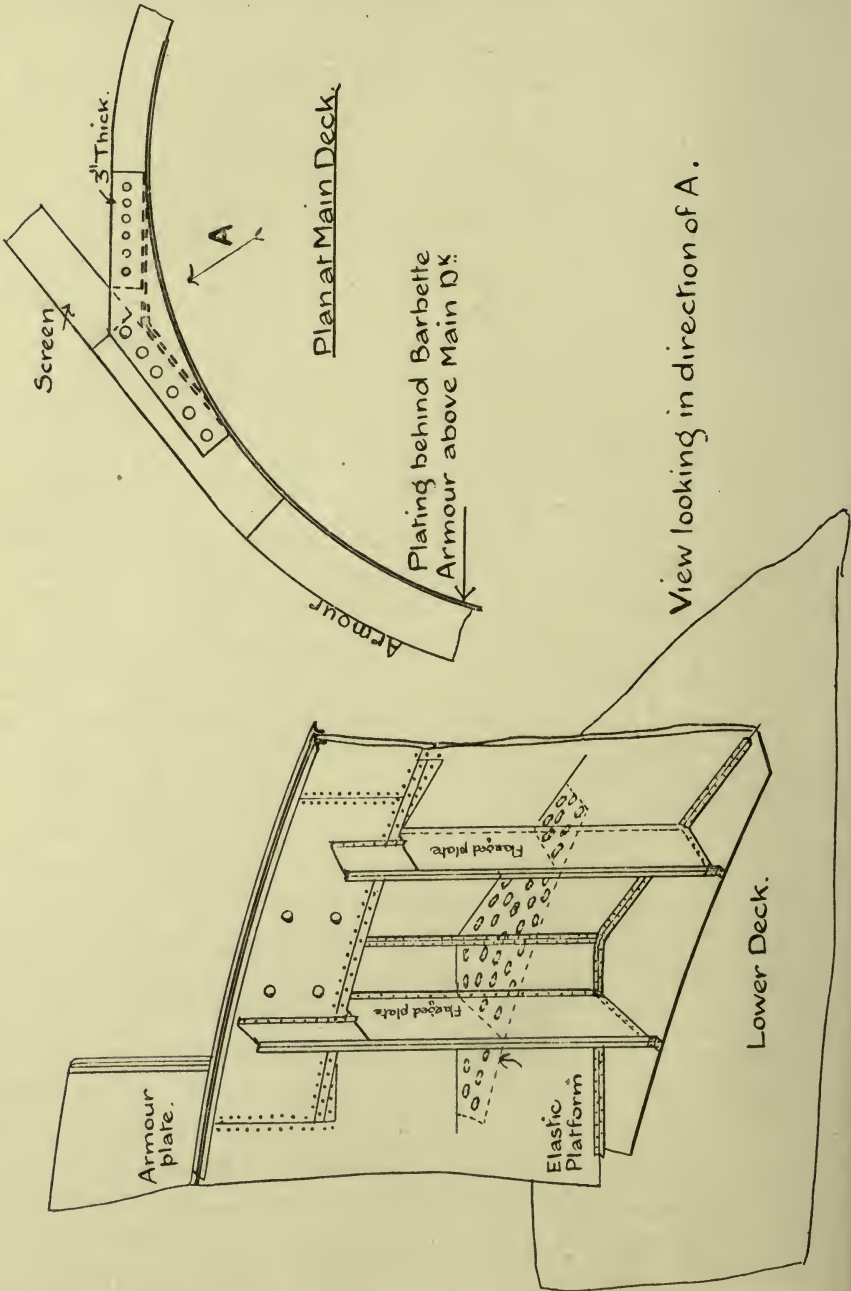 Screen
3" Thick.
A
Plan at Main Deck.
Plating behind Barbette
Armour above Main Dk.
Armour
View looking in direction of A.
Armour
plate.
Flanged plate
Flanged plate
Elastic
Platform
Lower Deck.